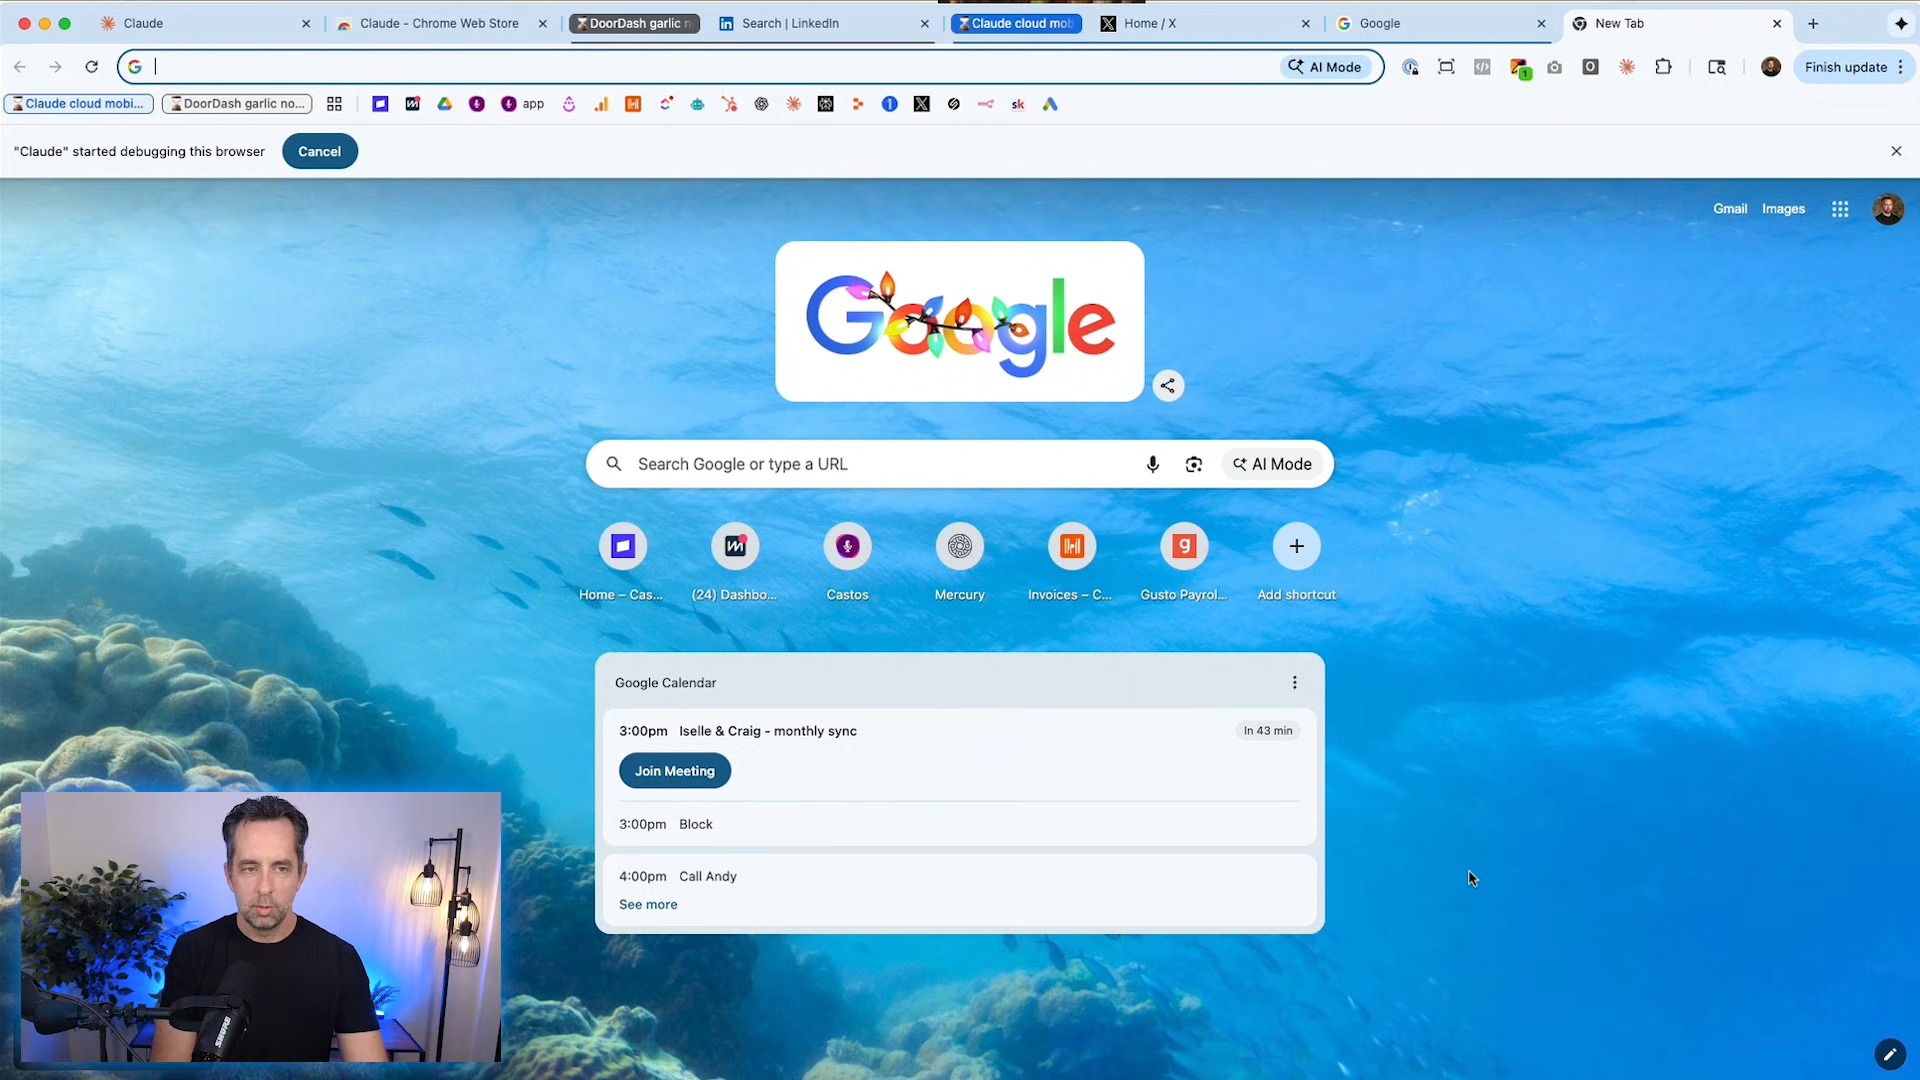 Claude
Claude - Chrome Web Store
DoorDash garlic n
Search | LinkedIn
Claude cloud mob
Home / X
Google
New Tab
AI Mode
Finish update
Claude cloud mobi...
DoorDash garlic no...
app
"Claude" started debugging this browser
Cancel
Gmail
Images
Google
Search Google or type a URL
AI Mode
Home – Cas...
(24) Dashbo...
Castos
Mercury
Invoices – C...
Gusto Payrol...
Add shortcut
Google Calendar
3:00pm Iselle & Craig - monthly sync
In 43 min
Join Meeting
3:00pm Block
4:00pm Call Andy
See more
SHURE